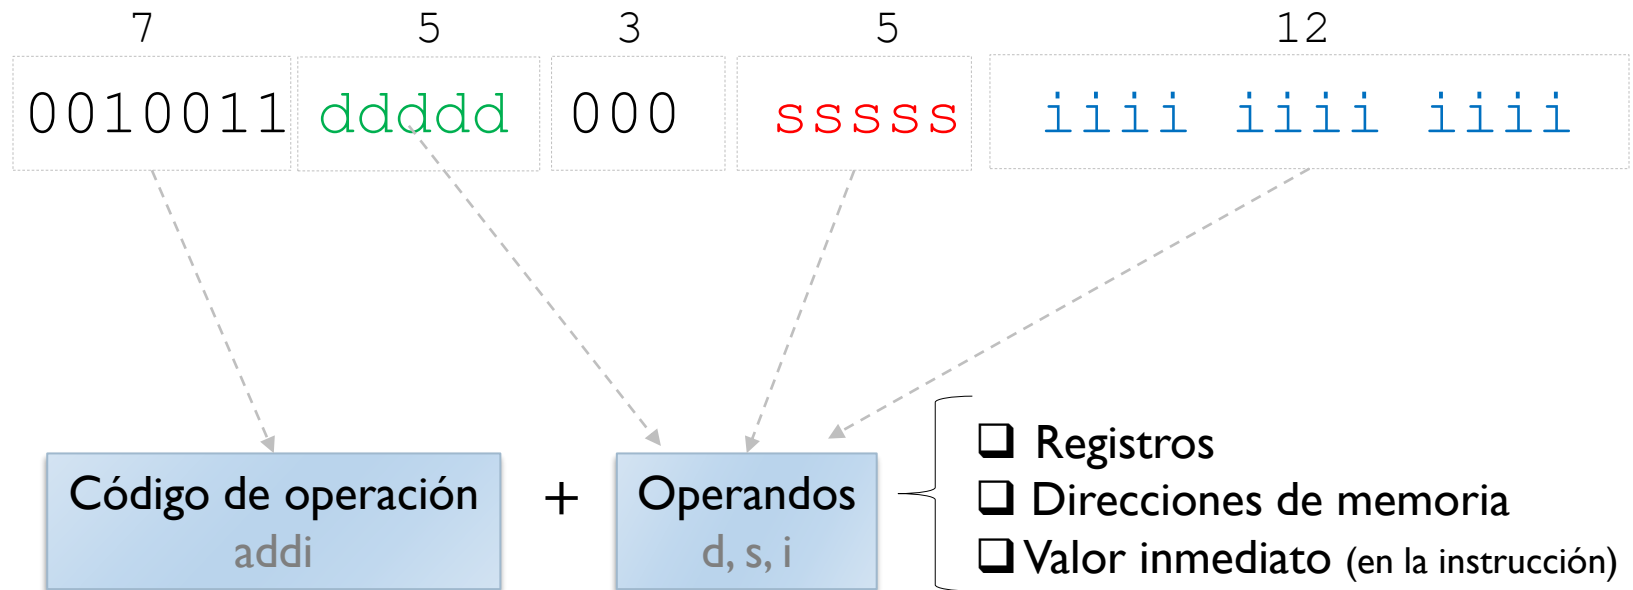 7 5 3 5 12
0010011 ddddd 000 sssss iiii iiii iiii
Código de operación
addi
+
Operandos
d, s, i
❑ Registros
❑ Direcciones de memoria
❑ Valor inmediato (en la instrucción)